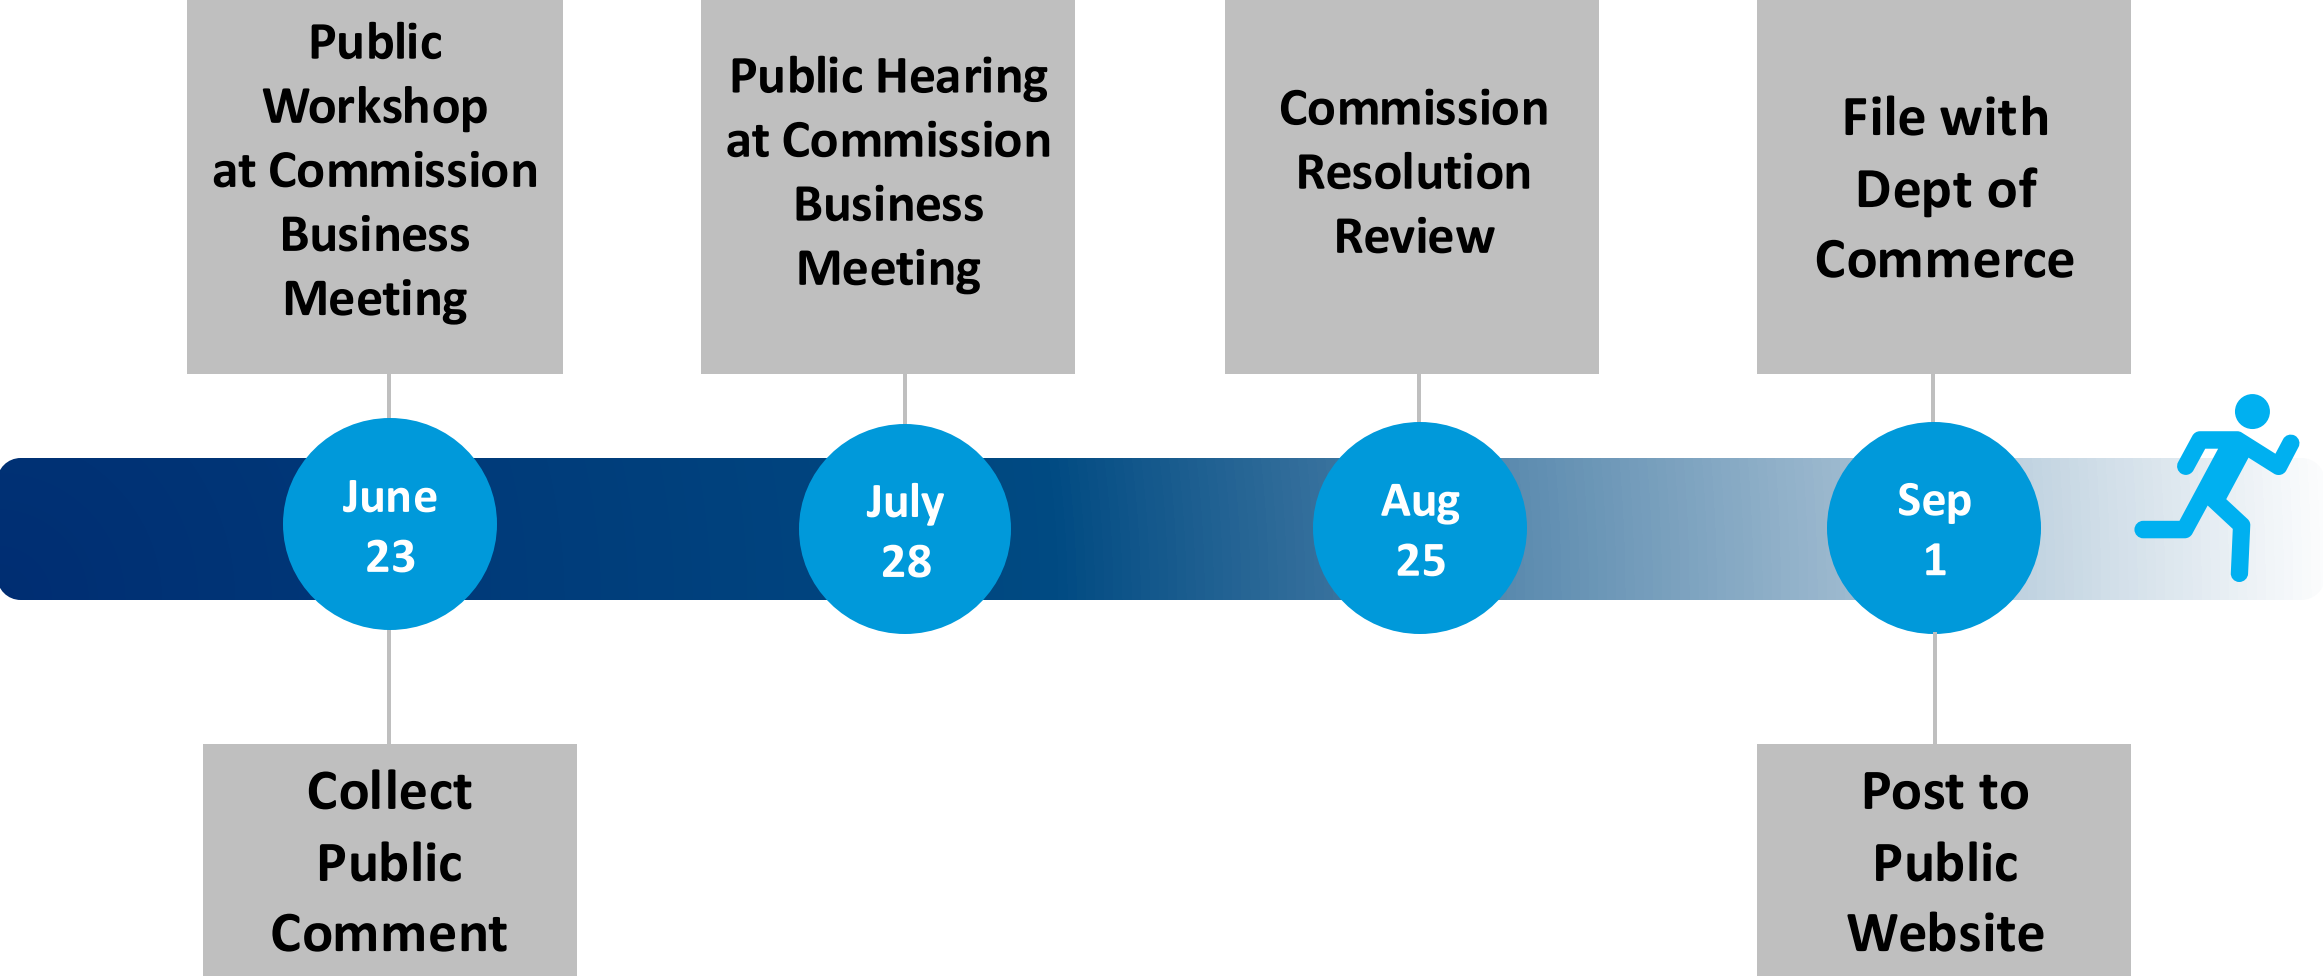 Public
Workshop
at Commission
Business
Meeting
Public Hearing
at Commission
Business
Meeting
Commission
Resolution
Review
File with
Dept of
Commerce
June
23
July
28
Aug
25
Sep
1
Collect
Public
Comment
Post to
Public
Website